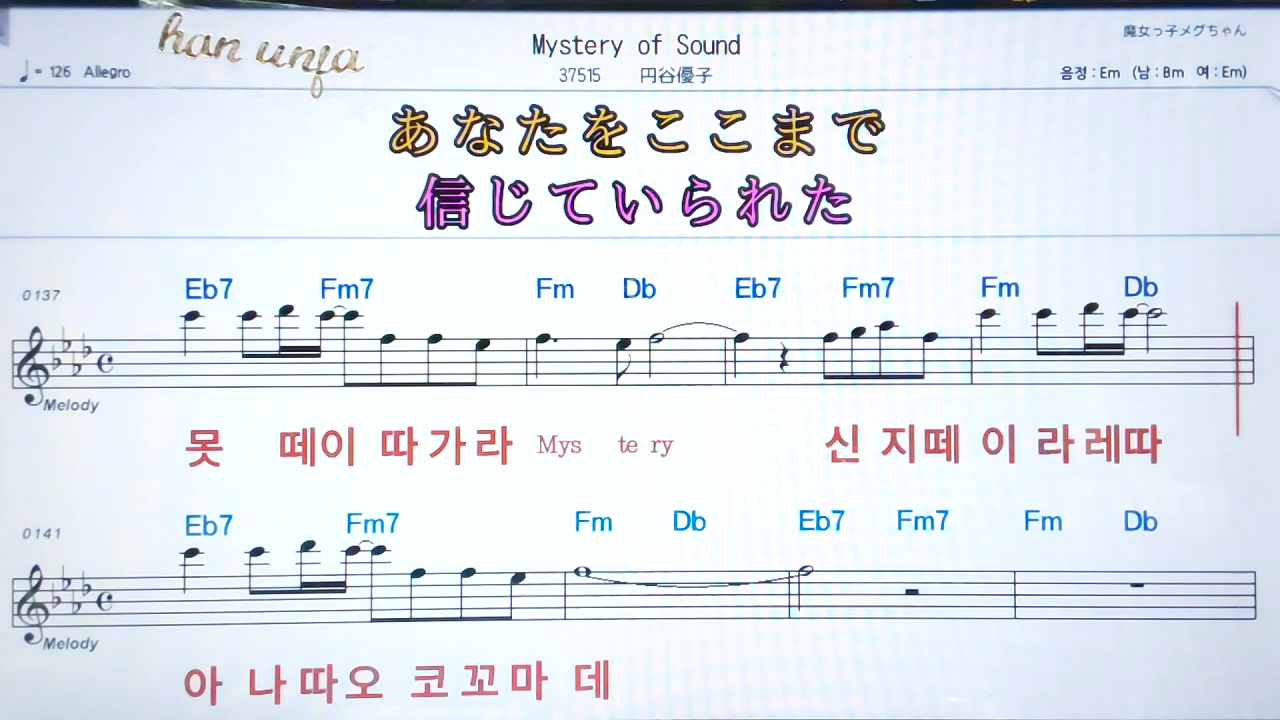 han unja
Mystery of Sound
魔女っ子メグちゃん
♩= 126 Allegro
37515 円谷優子
음정 : Em (남 : Bm 여 : Em)
あなたをここまで
信じていられた
Eb7 Fm7 Fm Db Eb7 Fm7 Fm Db
0137
Melody
못 떼이 따가라 Mys te ry 신 지떼 이 라레따
Eb7 Fm7 Fm Db Eb7 Fm7 Fm Db
0141
Melody
아 나따오 코꼬마 데